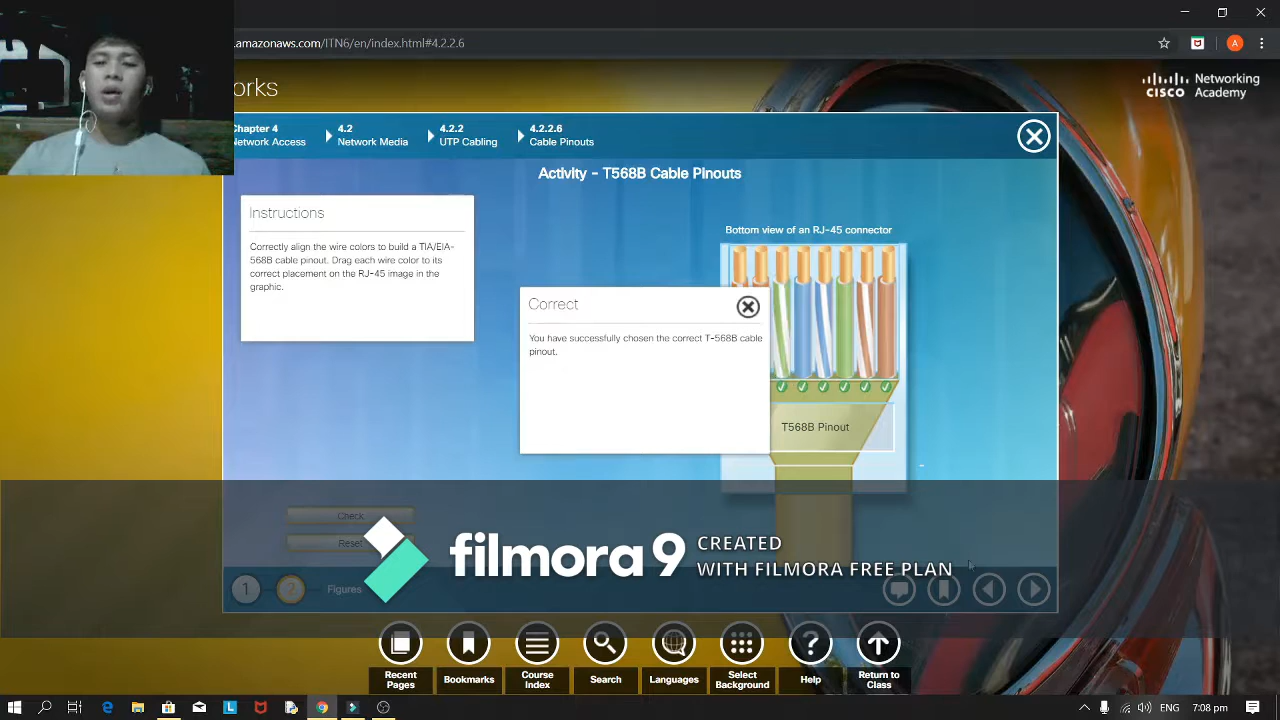 .amazonaws.com/ITN6/en/index.html#4.2.2.6
A
orks
Networking
CISCO Academy
Chapter 4
Network Access
4.2
Network Media
4.2.2
UTP Cabling
4.2.2.6
Cable Pinouts
Activity - T568B Cable Pinouts
Instructions
Correctly align the wire colors to build a TIA/EIA-
568B cable pinout. Drag each wire color to its
correct placement on the RJ-45 image in the
graphic.
Bottom view of an RJ-45 connector
Correct
You have successfully chosen the correct T-568B cable
pinout.
T568B Pinout
Check
Reset
filmora 9
CREATED
WITH FILMORA FREE PLAN
1
2
Figures
Recent
Pages
Bookmarks
Course
Index
Search
Languages
Select
Background
Help
Return to
Class
L
ENG
7:08 pm